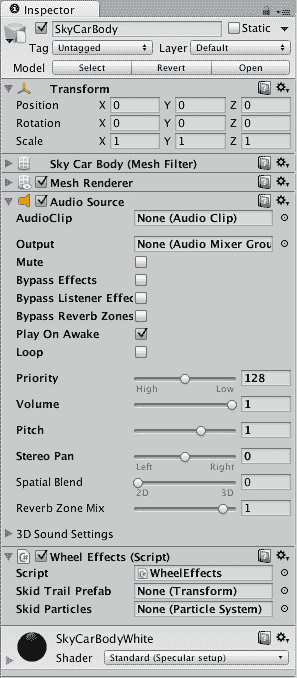 Inspector
SkyCarBody Static
Tag Untagged Layer Default
Model Select Revert Open
Transform
Position X 0 Y 0 Z 0
Rotation X 0 Y 0 Z 0
Scale X 1 Y 1 Z 1
Sky Car Body (Mesh Filter)
Mesh Renderer
Audio Source
AudioClip None (Audio Clip)
Output None (Audio Mixer Grou
Mute
Bypass Effects
Bypass Listener Effec
Bypass Reverb Zones
Play On Awake
Loop
Priority 128
High Low
Volume 1
Pitch 1
Stereo Pan 0
Left Right
Spatial Blend 0
2D 3D
Reverb Zone Mix 1
3D Sound Settings
Wheel Effects (Script)
Script WheelEffects
Skid Trail Prefab None (Transform)
Skid Particles None (Particle System)
SkyCarBodyWhite
Shader Standard (Specular setup)